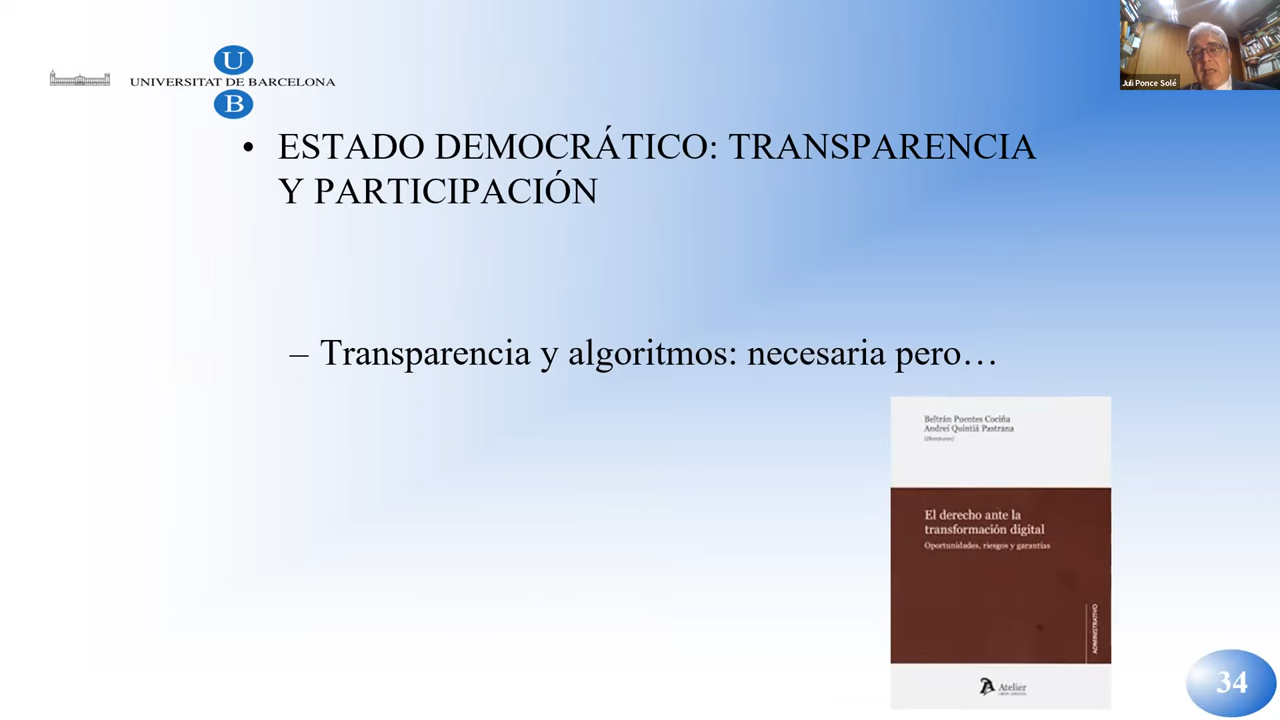 U
UNIVERSITAT DE BARCELONA
B
Juli Ponce Solé
• ESTADO DEMOCRÁTICO: TRANSPARENCIA
Y PARTICIPACIÓN
– Transparencia y algoritmos: necesaria pero…
Beltrán Puentes Cociña
Andrei Quintiá Pastrana
(Directores)
El derecho ante la
transformación digital
Oportunidades, riesgos y garantías
ADMINISTRATIVO
Atelier
34